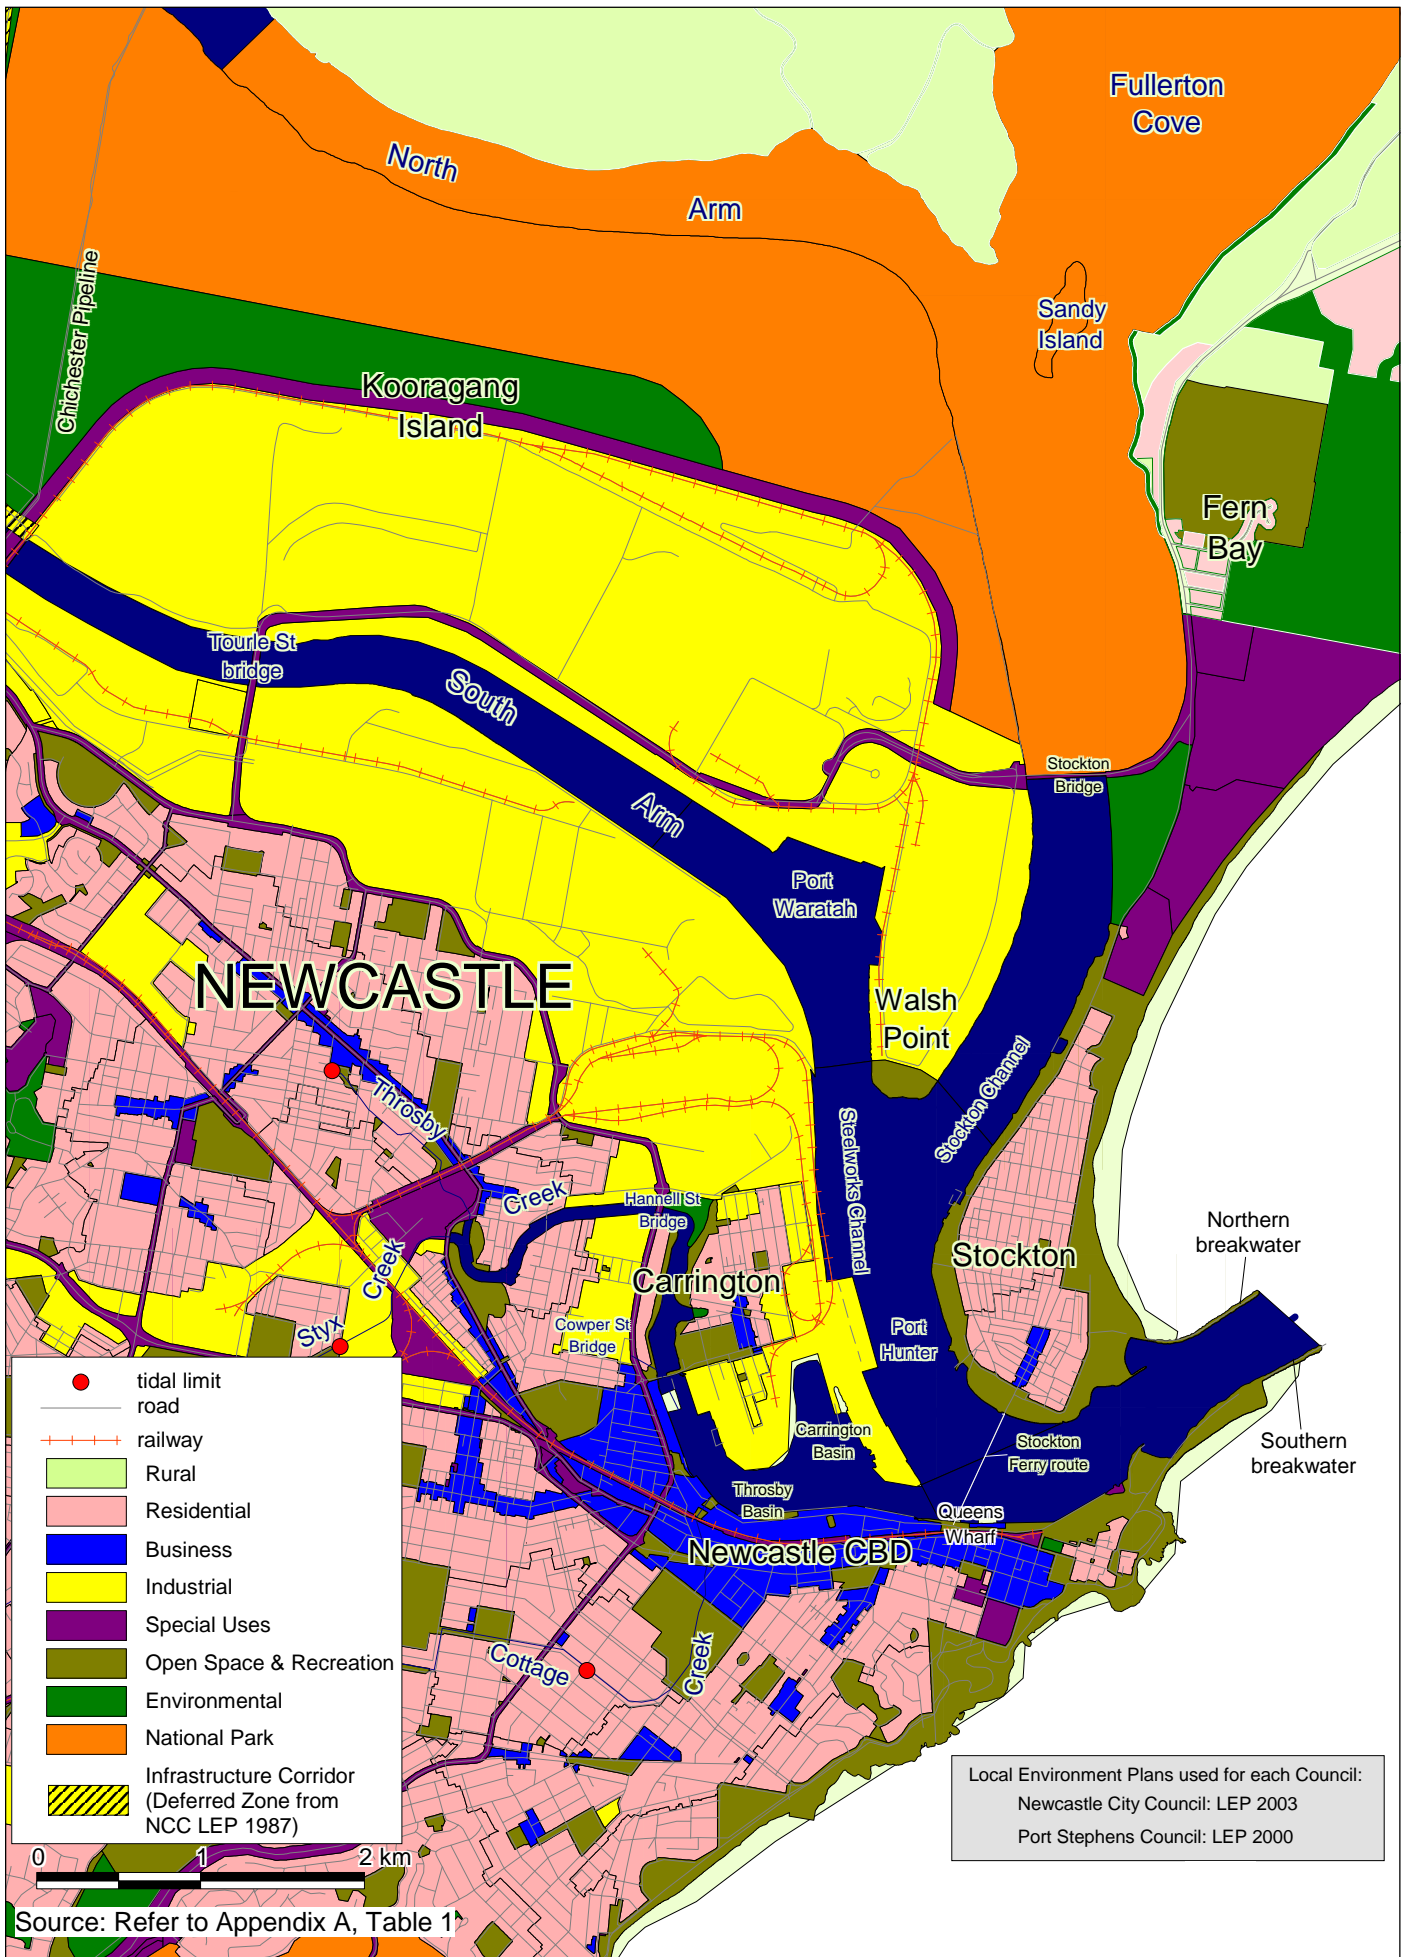 Fullerton
Cove
North
Arm
Chichester Pipeline
Sandy
Island
Kooragang
Island
Fern
Bay
Tourle St
bridge
South
Arm
Stockton
Bridge
Port
Waratah
NEWCASTLE
Walsh
Point
Throsby
Creek
Stockton Channel
Steelworks Channel
Hannell St
Bridge
Northern
breakwater
Creek
Carrington
Stockton
Styx
Cowper St
Bridge
Port
Hunter
Carrington
Basin
Stockton
Ferry route
Southern
breakwater
Throsby
Basin
Queens
Wharf
Newcastle CBD
Cottage
Creek
tidal limit
road
railway
Rural
Residential
Business
Industrial
Special Uses
Open Space & Recreation
Environmental
National Park
Infrastructure Corridor
(Deferred Zone from
NCC LEP 1987)
0 1 2 km
Source: Refer to Appendix A, Table 1
Local Environment Plans used for each Council:
Newcastle City Council: LEP 2003
Port Stephens Council: LEP 2000